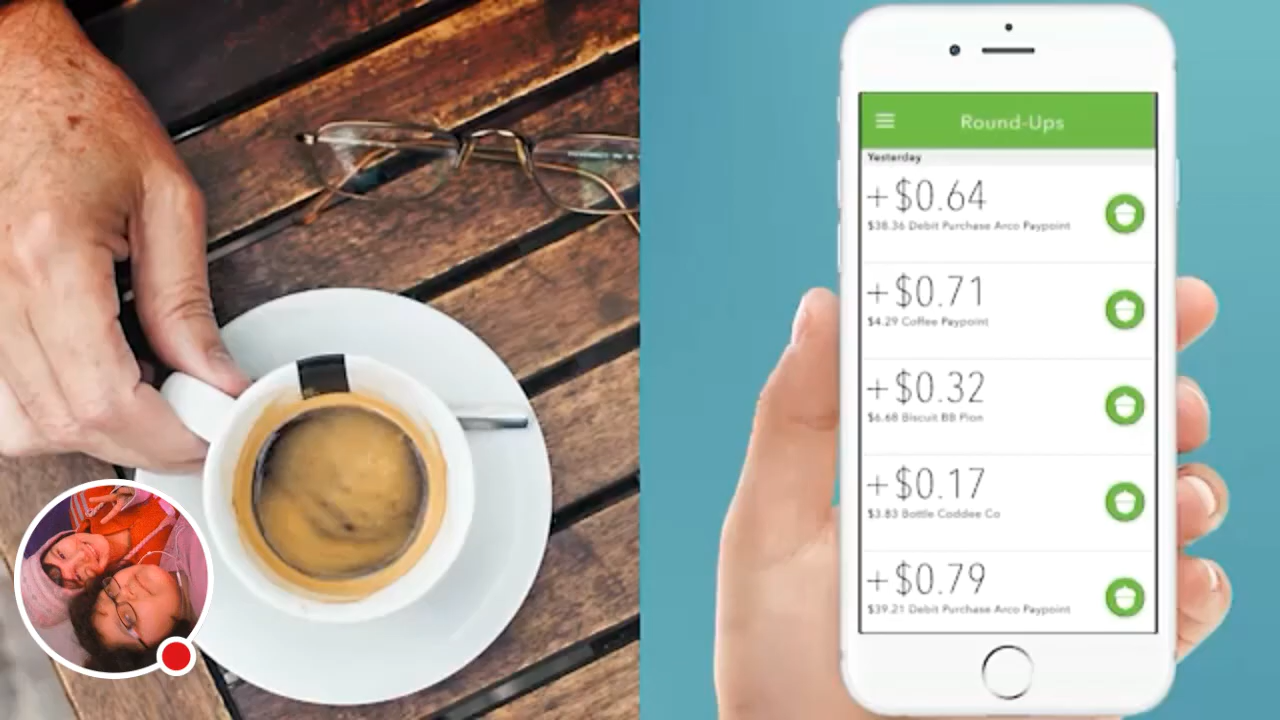 Round-Ups
Yesterday
+$0.64
$38.36 Debit Purchase Arco Paypoint
+$0.71
$4.29 Coffee Paypoint
+$0.32
$6.68 Biscuit BB Plon
+$0.17
$3.83 Bottle Coddee Co
+$0.79
$39.21 Debit Purchase Arco Paypoint